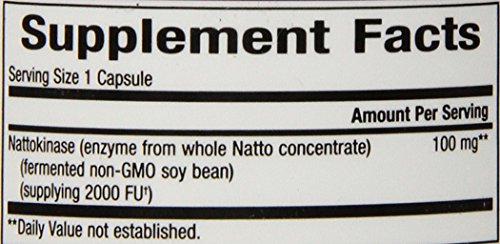 Supplement Facts
Serving Size 1 Capsule
Amount Per Serving
Nattokinase (enzyme from whole Natto concentrate) 100 mg**
(fermented non-GMO soy bean)
(supplying 2000 FU†)
**Daily Value not established.